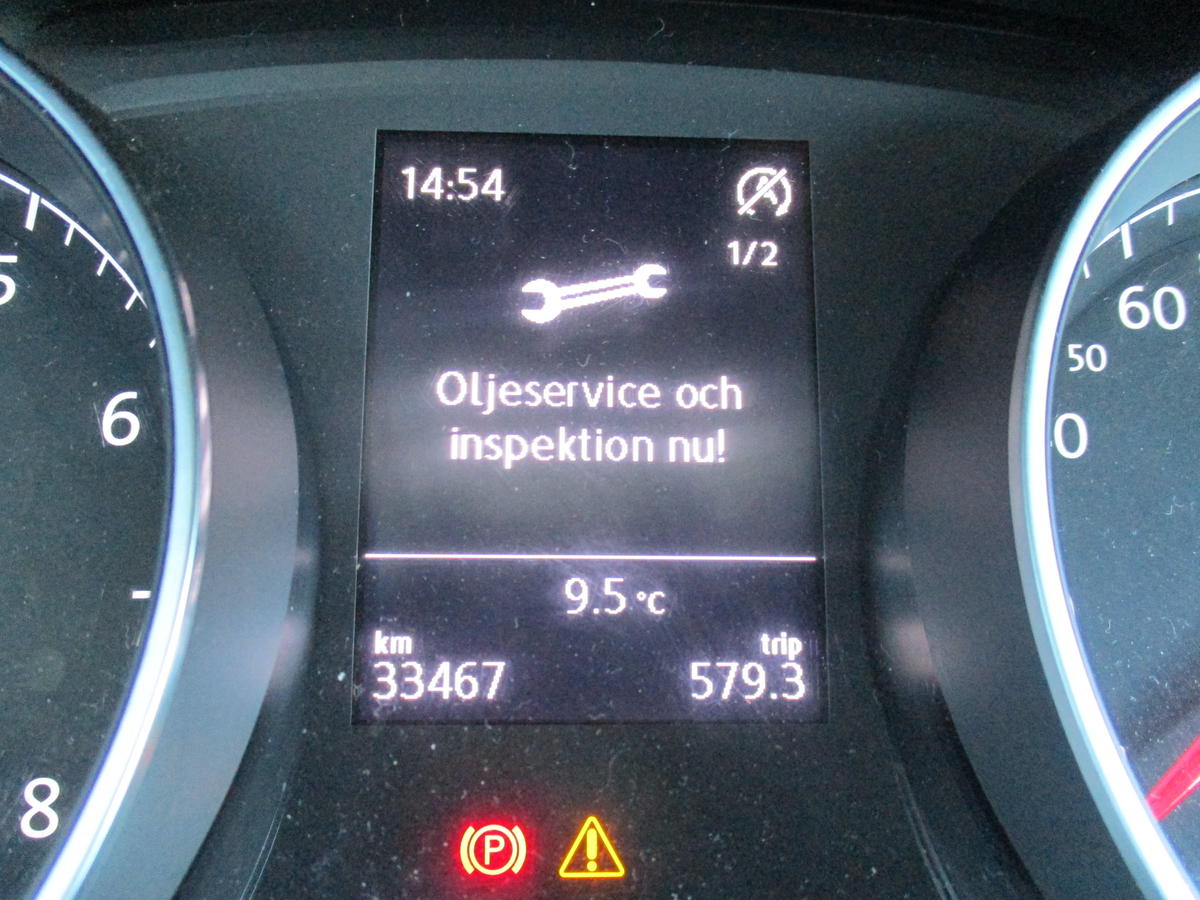 14:54
1/2
Oljeservice och
inspektion nu!
9.5 °C
km trip
33467 579.3
5
6
8
60
50
0
P